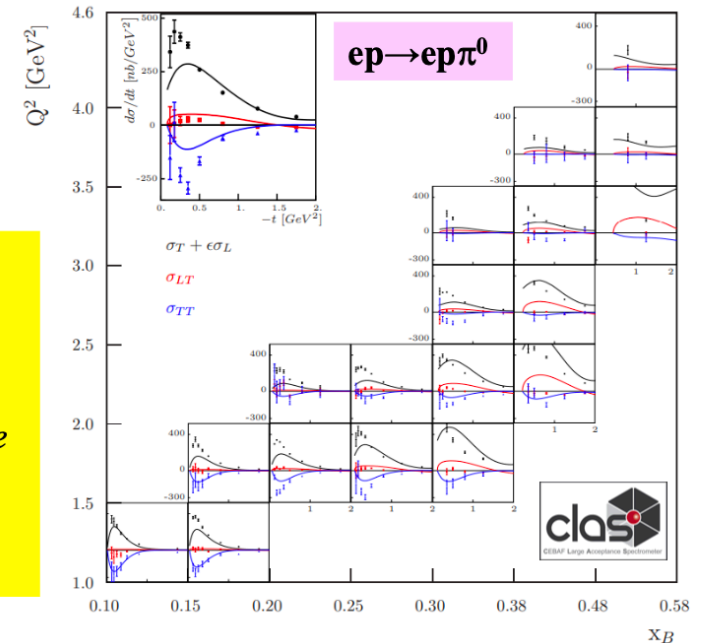 4.6
4.0
3.5
3.0
2.5
2.0
1.5
1.0
Q² [GeV²]
500
250
0
-250
dσ/dt [nb/GeV²]
0 0.5 1. 1.5 2.
−t [GeV²]
ep→epπ⁰
σ_T + εσ_L
σ_LT
σ_TT
e
400
0
-300
400
0
-300
400
0
-300
1 2
400
0
-300
400
0
-300
1 2
400
0
-300
1 2 1 2 1 2
clas
CEBAF Large Acceptance Spectrometer
0.10 0.15 0.20 0.25 0.30 0.38 0.48 0.58
x_B